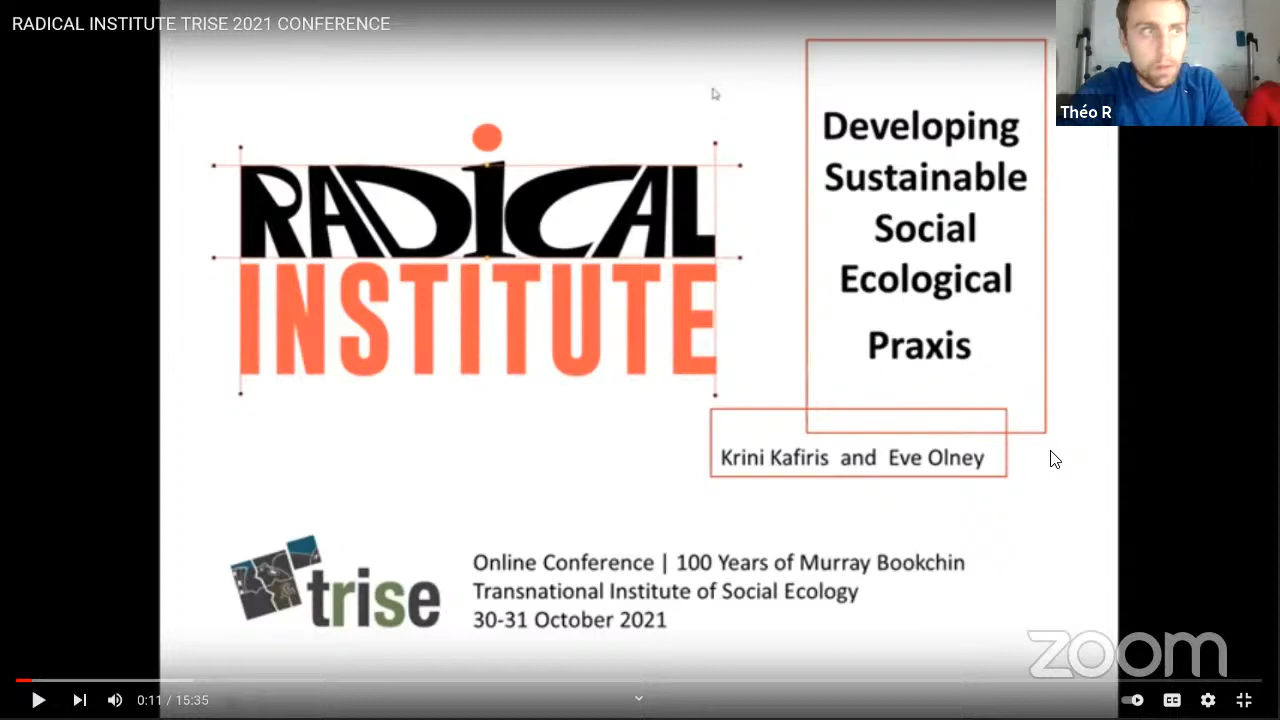 RADICAL INSTITUTE TRISE 2021 CONFERENCE
Théo R
RADiCAL
INSTITUTE
Developing
Sustainable
Social
Ecological
Praxis
Krini Kafiris and Eve Olney
trise
Online Conference | 100 Years of Murray Bookchin
Transnational Institute of Social Ecology
30-31 October 2021
zoom
0:11 / 15:35
CC